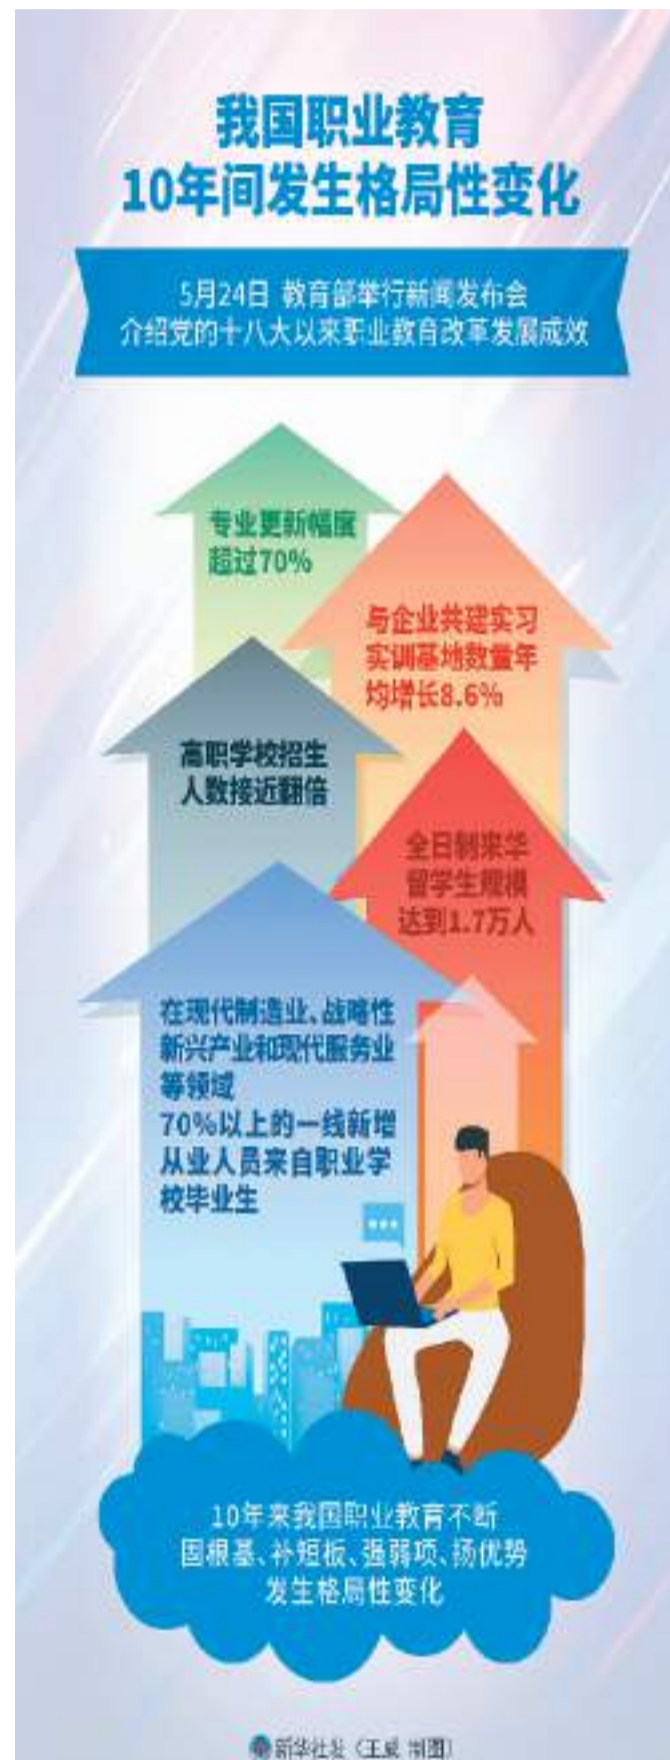 我国职业教育
10年间发生格局性变化
5月24日 教育部举行新闻发布会
介绍党的十八大以来职业教育改革发展成效
专业更新幅度
超过70%
与企业共建实习
实训基地数量年
均增长8.6%
高职学校招生
人数接近翻倍
全日制来华
留学生规模
达到1.7万人
在现代制造业、战略性
新兴产业和现代服务业
等领域
70%以上的一线新增
从业人员来自职业学
校毕业生
10年来我国职业教育不断
固根基、补短板、强弱项、扬优势
发生格局性变化
新华社发（王威 制图）